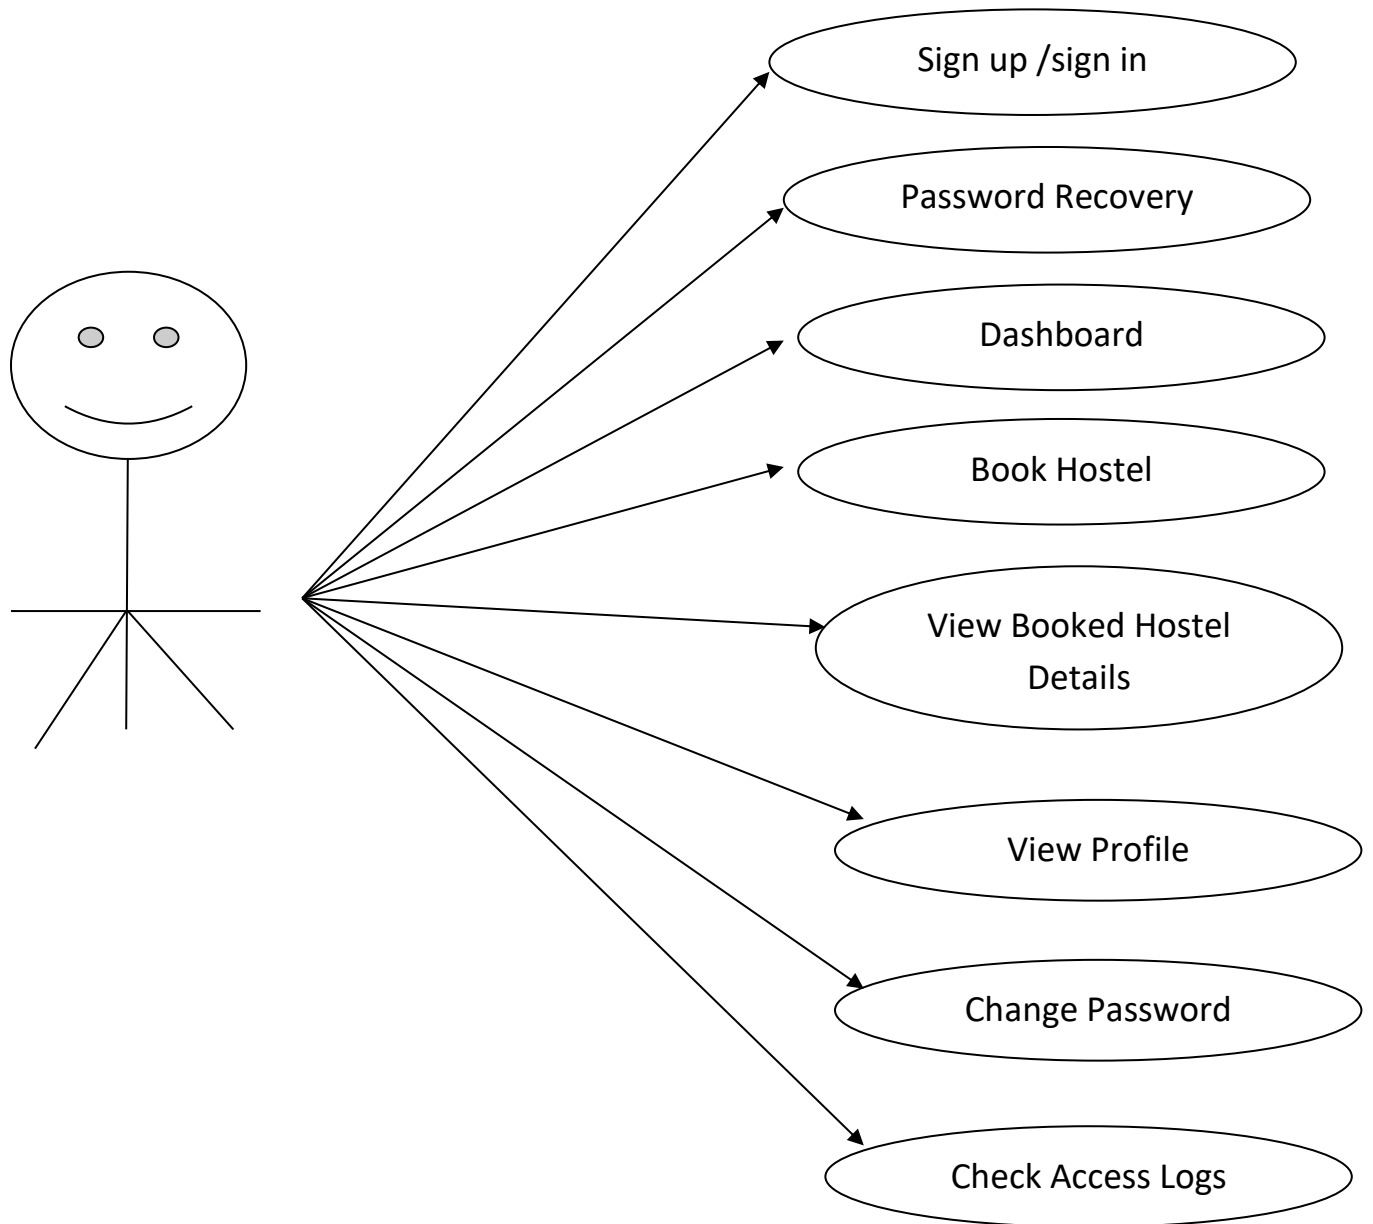 Sign up /sign in
Password Recovery
Dashboard
Book Hostel
View Booked Hostel
Details
View Profile
Change Password
Check Access Logs